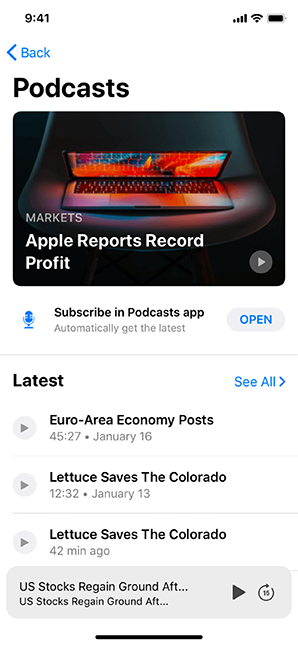 9:41
Back
Podcasts
MARKETS
Apple Reports Record
Profit
Subscribe in Podcasts app
Automatically get the latest
OPEN
Latest
See All
Euro-Area Economy Posts
45:27 • January 16
Lettuce Saves The Colorado
12:32 • January 13
Lettuce Saves The Colorado
42 min ago
US Stocks Regain Ground Aft...
US Stocks Regain Ground Aft...
15